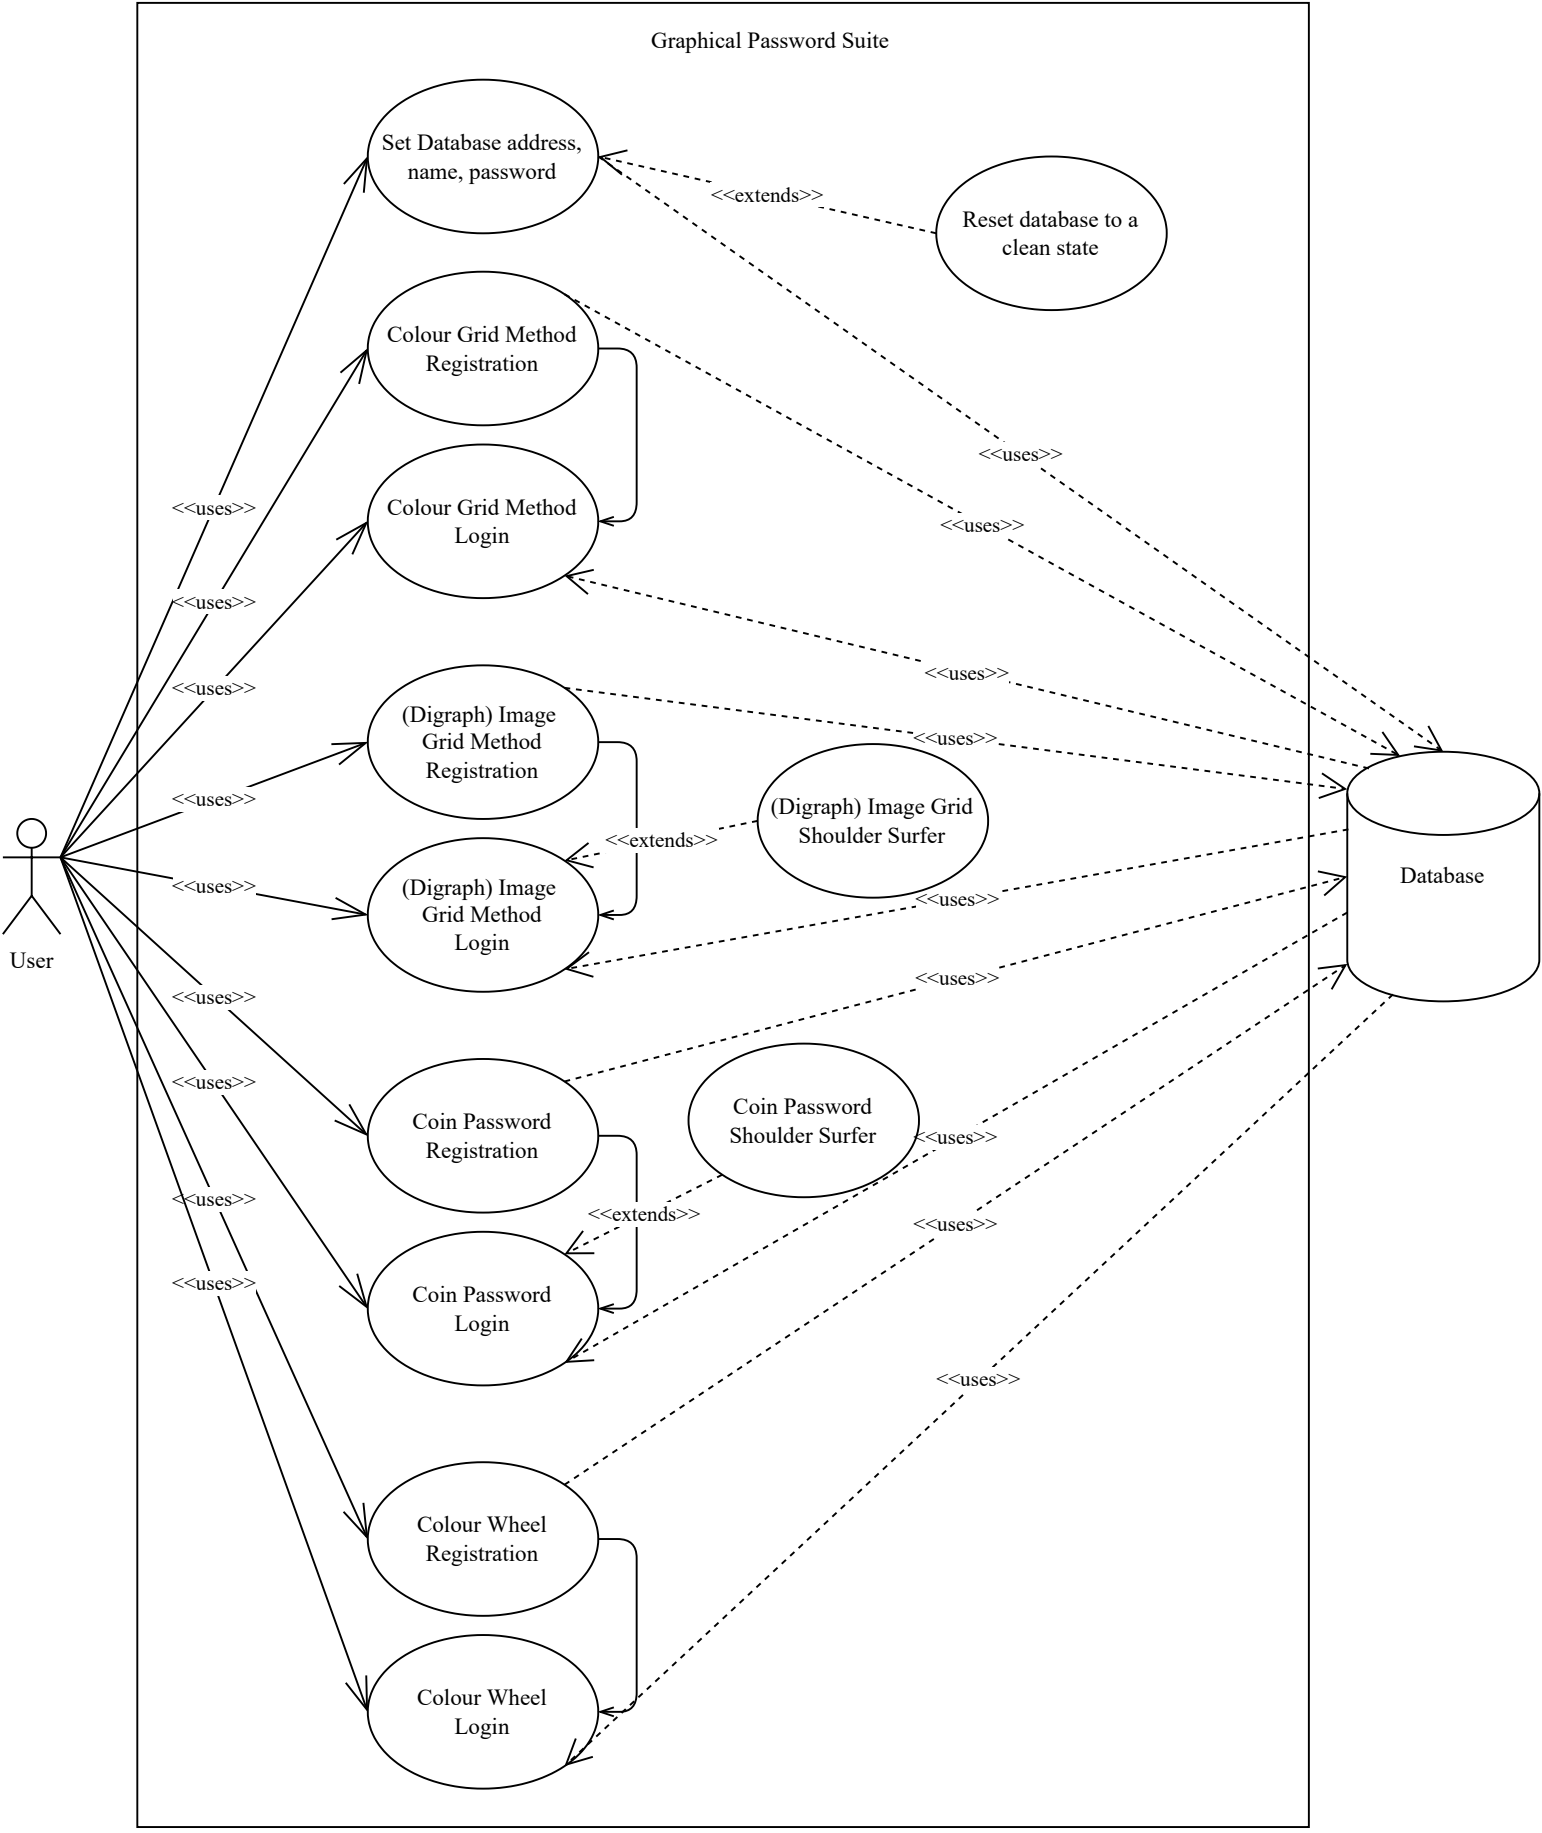 Graphical Password Suite
Set Database address,
name, password
<<extends>>
Reset database to a
clean state
Colour Grid Method
Registration
<<uses>>
<<uses>>
Colour Grid Method
Login
<<uses>>
<<uses>>
<<uses>>
<<uses>>
<<uses>>
(Digraph) Image
Grid Method
Registration
<<uses>>
<<uses>>
(Digraph) Image Grid
Shoulder Surfer
<<extends>>
Database
<<uses>>
(Digraph) Image
Grid Method
Login
<<uses>>
User
<<uses>>
<<uses>>
<<uses>>
Coin Password
Registration
Coin Password
Shoulder Surfer
<<uses>>
<<uses>>
<<extends>>
<<uses>>
<<uses>>
Coin Password
Login
<<uses>>
Colour Wheel
Registration
Colour Wheel
Login